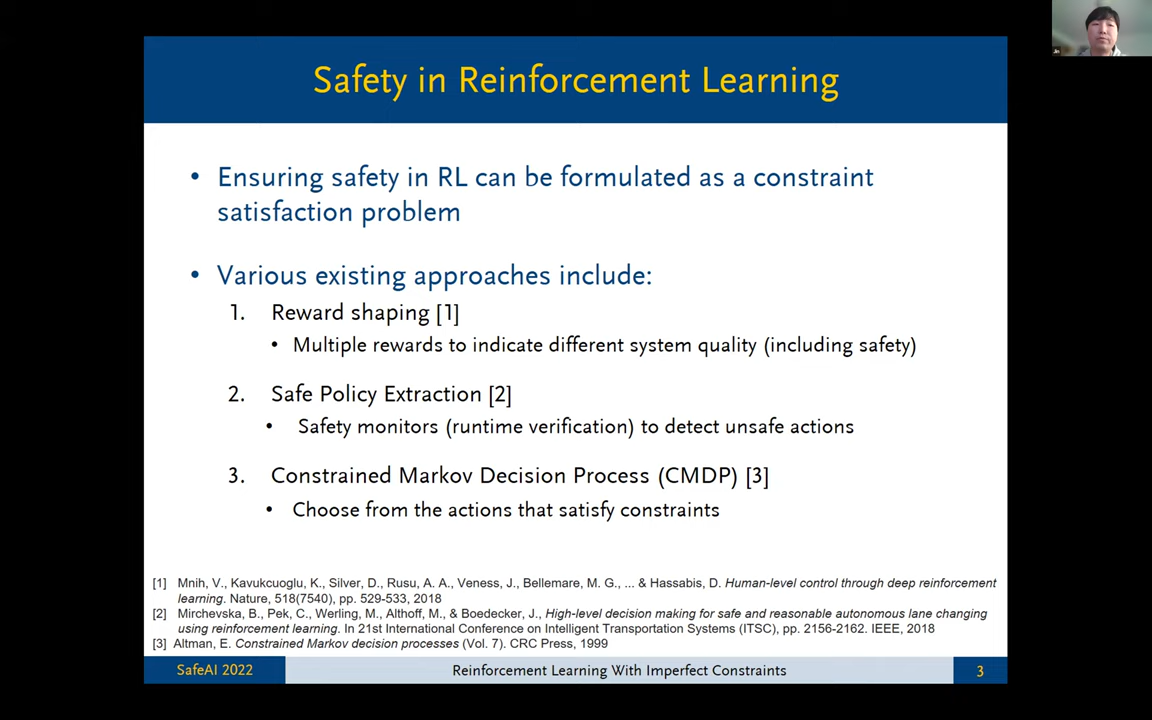 Safety in Reinforcement Learning
• Ensuring safety in RL can be formulated as a constraint
satisfaction problem
• Various existing approaches include:
1. Reward shaping [1]
• Multiple rewards to indicate different system quality (including safety)
2. Safe Policy Extraction [2]
• Safety monitors (runtime verification) to detect unsafe actions
3. Constrained Markov Decision Process (CMDP) [3]
• Choose from the actions that satisfy constraints
[1] Mnih, V., Kavukcuoglu, K., Silver, D., Rusu, A. A., Veness, J., Bellemare, M. G., ... & Hassabis, D. Human-level control through deep reinforcement
learning. Nature, 518(7540), pp. 529-533, 2018
[2] Mirchevska, B., Pek, C., Werling, M., Althoff, M., & Boedecker, J., High-level decision making for safe and reasonable autonomous lane changing
using reinforcement learning. In 21st International Conference on Intelligent Transportation Systems (ITSC), pp. 2156-2162. IEEE, 2018
[3] Altman, E. Constrained Markov decision processes (Vol. 7). CRC Press, 1999
SafeAI 2022
Reinforcement Learning With Imperfect Constraints
3